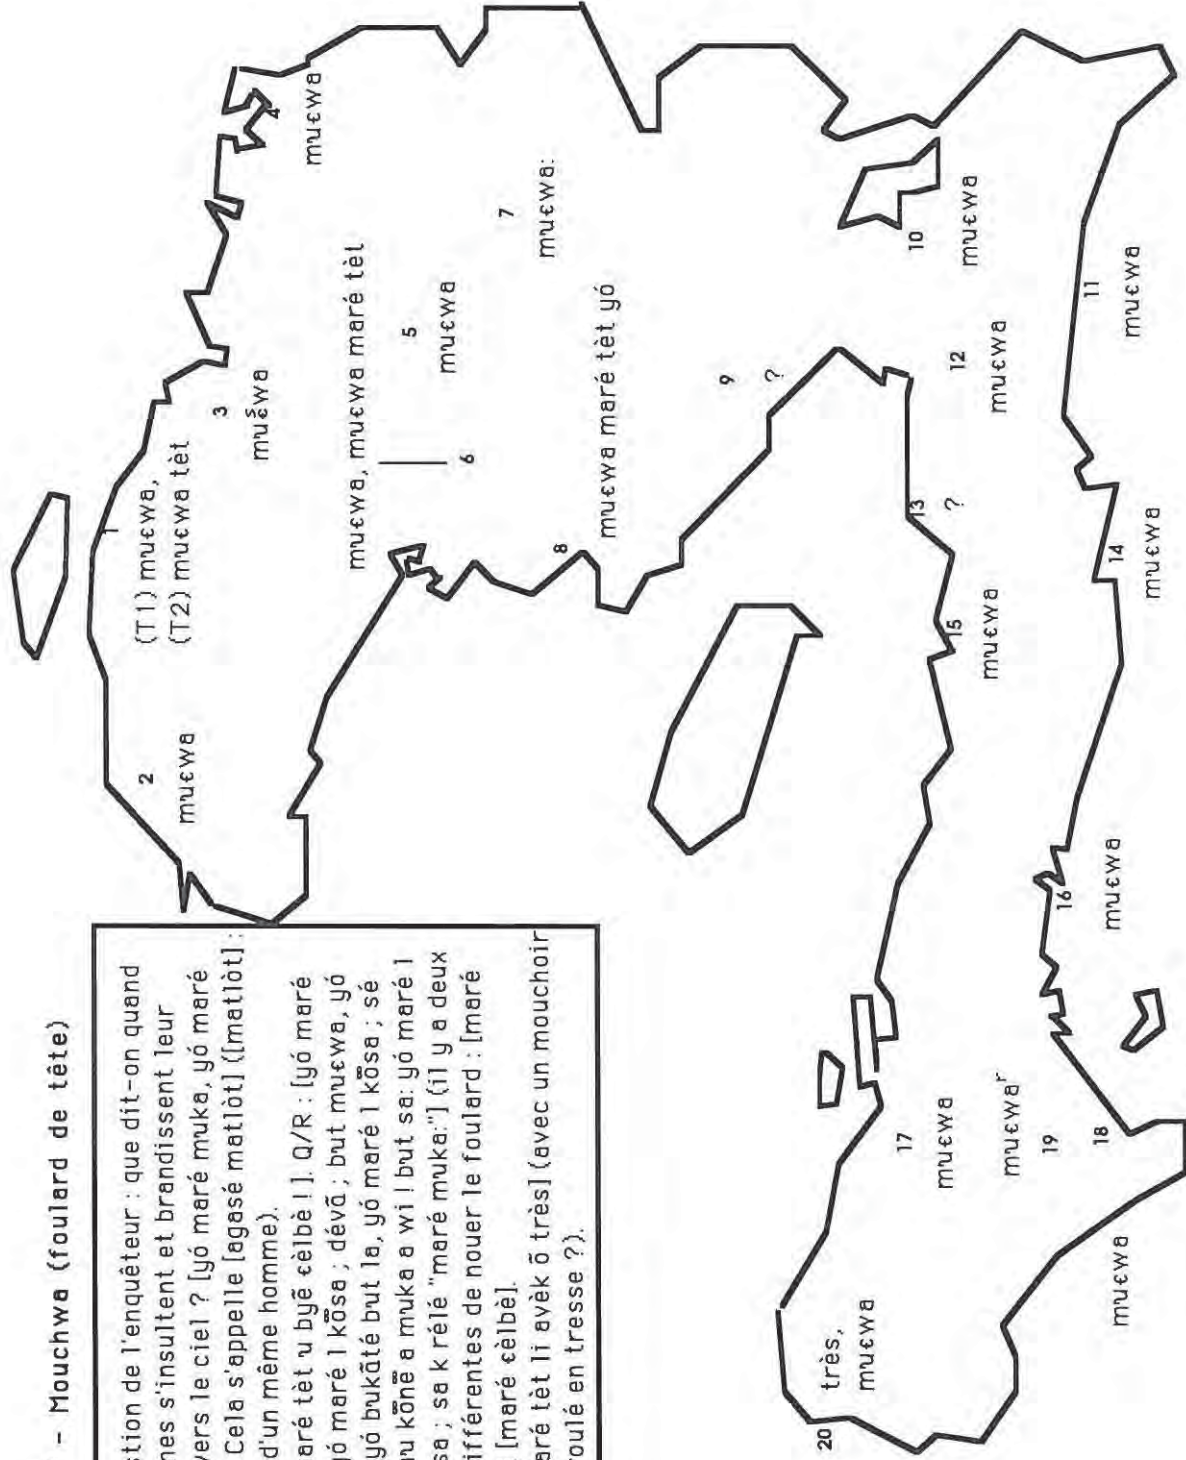 - Mouchwa (foulard de tête)
stion de l'enquêteur : que dit-on quand
nes s'insultent et brandissent leur
vers le ciel ? [yó maré muka, yó maré
Cela s'appelle [agasé matlòt] ([matlòt] :
d'un même homme).
aré tèt u byẽ ɛèlbè !]. Q/R : [yó maré
yó maré l kõsa ; dévã ; but muɛwa, yó
yó bukãté but la, yó maré l kõsa ; sé
u kõnẽ a muka a wi ! but sa: yó maré l
sa ; sa k rélé "maré muka:"] (il y a deux
ifférentes de nouer le foulard : [maré
[maré ɛèlbè].
aré tèt li avèk õ très] (avec un mouchoir
roulé en tresse ?).
1
(T1) muɛwa,
(T2) muɛwa tèt
2
muɛwa
3
muɛ̌wa
4
muɛwa
muɛwa, muɛwa maré tèt
6
5
muɛwa
7
muɛwa:
8
muɛwa maré tèt yó
9
?
10
muɛwa
11
muɛwa
12
muɛwa
13
?
14
muɛwa
15
muɛwa
16
muɛwa
17
muɛwa
muɛwaʳ
19
18
muɛwa
20
très,
muɛwa